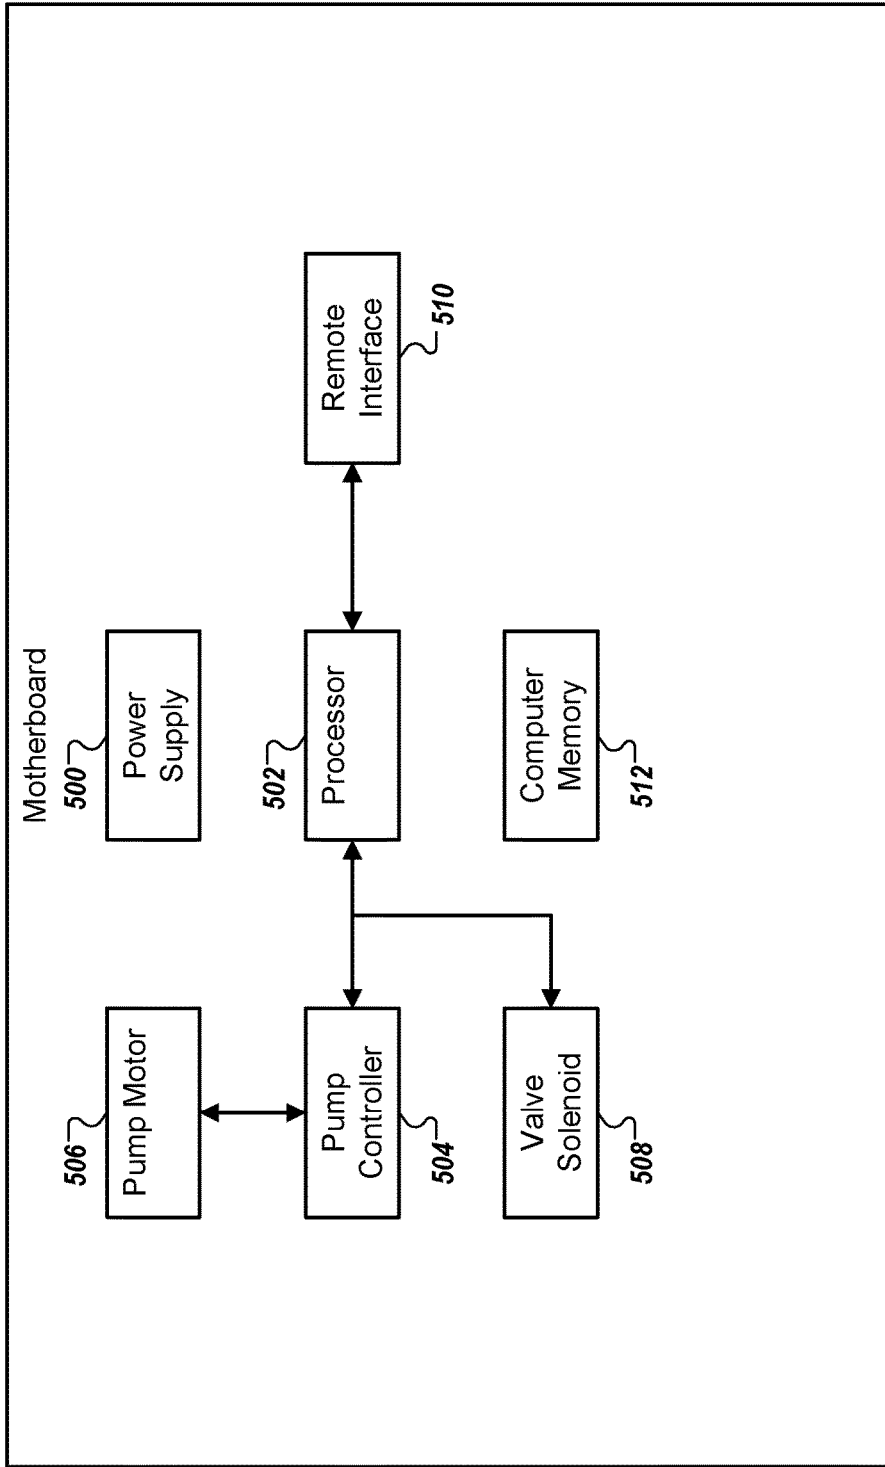 Motherboard
506
Pump Motor
500
Power
Supply
Pump
Controller
504
502
Processor
Remote
Interface
510
Valve
Solenoid
508
Computer
Memory
512